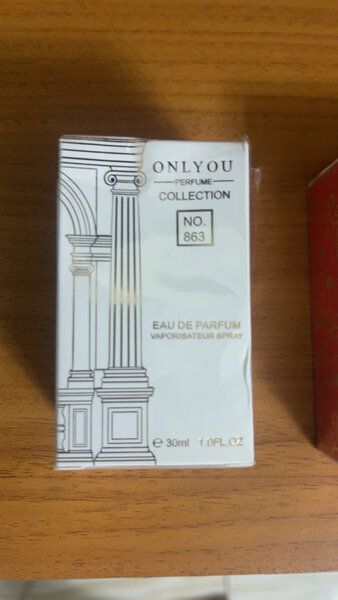 ONLYOU
PERFUME
COLLECTION
NO.
863
EAU DE PARFUM
VAPORISATEUR SPRAY
℮ 30ml 1.0FL.OZ